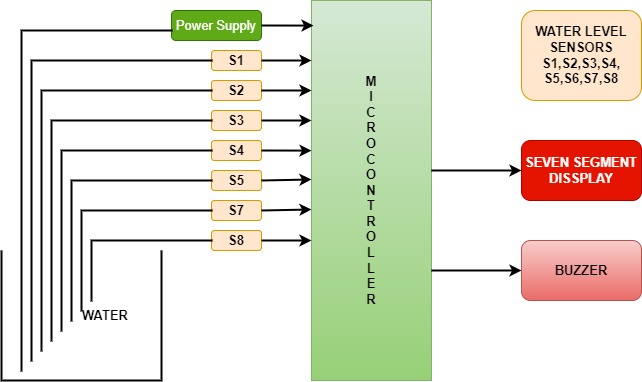 Power Supply
S1
S2
S3
S4
S5
S7
S8
WATER
MICROCONTROLLER
WATER LEVEL
SENSORS
S1,S2,S3,S4,
S5,S6,S7,S8
SEVEN SEGMENT
DISSPLAY
BUZZER